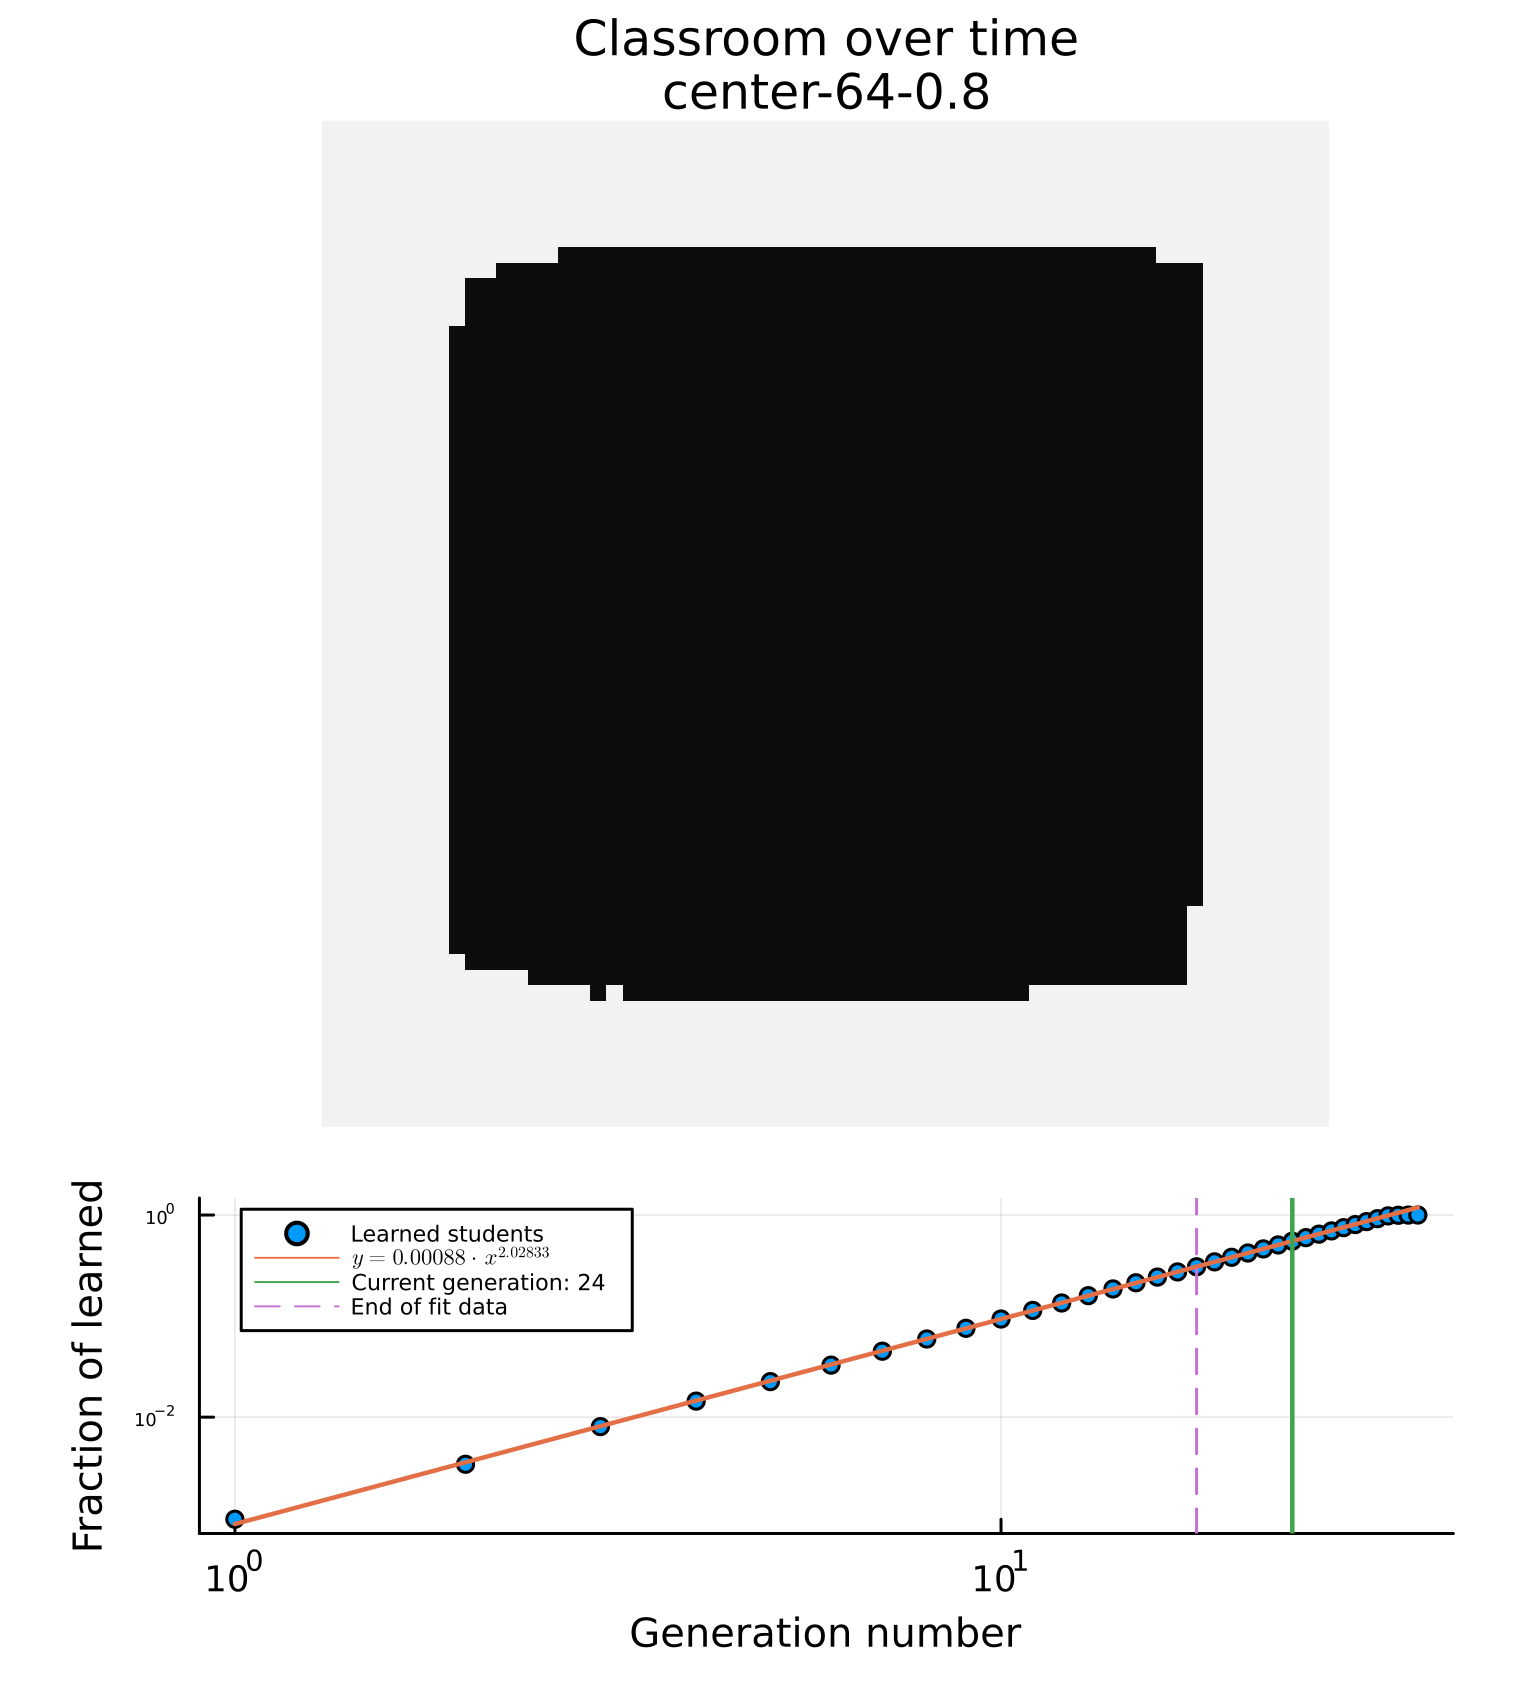 Classroom over time
center-64-0.8
Fraction of learned
10^0
10^−2
Learned students
y = 0.00088 · x^2.02833
Current generation: 24
End of fit data
10^0
10^1
Generation number